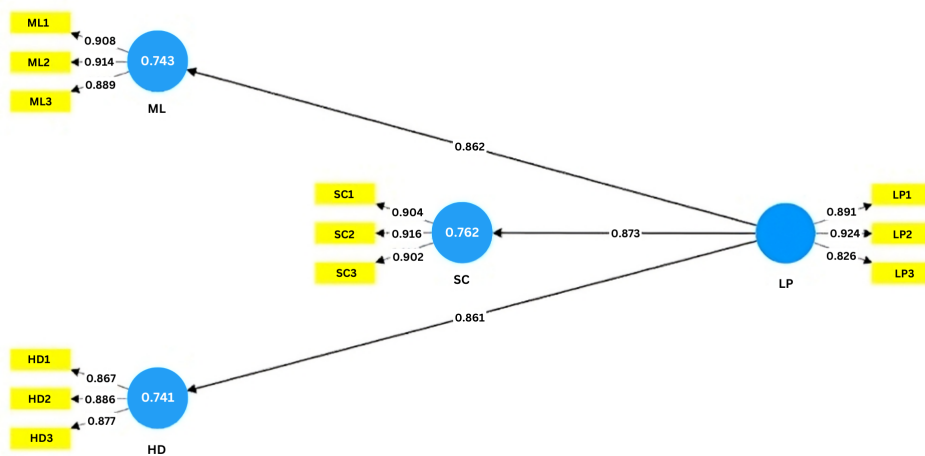 ML1
0.908
ML2
0.914
0.743
0.889
ML3
ML
0.862
SC1
0.904
SC2
0.916
0.762
0.902
SC3
SC
0.873
LP1
0.891
0.924
LP2
0.826
LP3
LP
0.861
HD1
0.867
HD2
0.886
0.741
0.877
HD3
HD